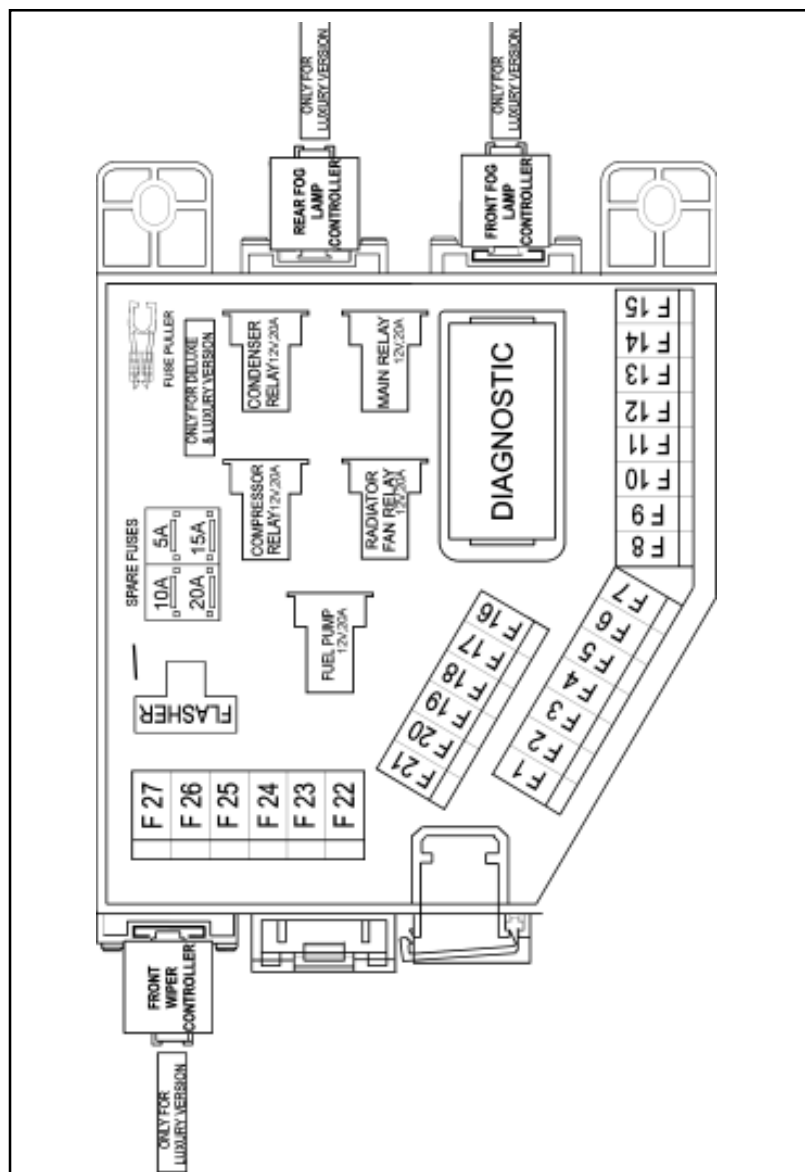 ONLY FOR
LUXURY VERSION
ONLY FOR
LUXURY VERSION
REAR FOG
LAMP
CONTROLLER
FRONT FOG
LAMP
CONTROLLER
FUSE PULLER
ONLY FOR DELUXE
& LUXURY VERSION
CONDENSER
RELAY 12V,20A
MAIN RELAY
12V,20A
DIAGNOSTIC
F 15
F 14
F 13
F 12
F 11
F 10
F 9
F 8
SPARE FUSES
5A
15A
10A
20A
COMPRESSOR
RELAY 12V,20A
RADIATOR
FAN RELAY
12V,20A
FUEL PUMP
12V,20A
FLASHER
F 16
F 17
F 18
F 19
F 20
F 21
F 7
F 6
F 5
F 4
F 3
F 2
F 1
F 27
F 26
F 25
F 24
F 23
F 22
FRONT
WIPER
CONTROLLER
ONLY FOR
LUXURY VERSION